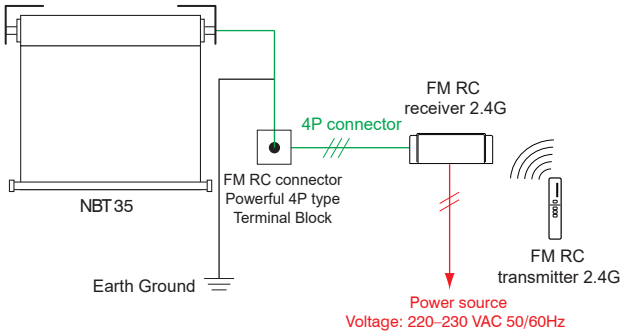 FM RC
receiver 2.4G
4P connector
FM RC connector
Powerful 4P type
Terminal Block
NBT35
Earth Ground
FM RC
transmitter 2.4G
Power source
Voltage: 220–230 VAC 50/60Hz